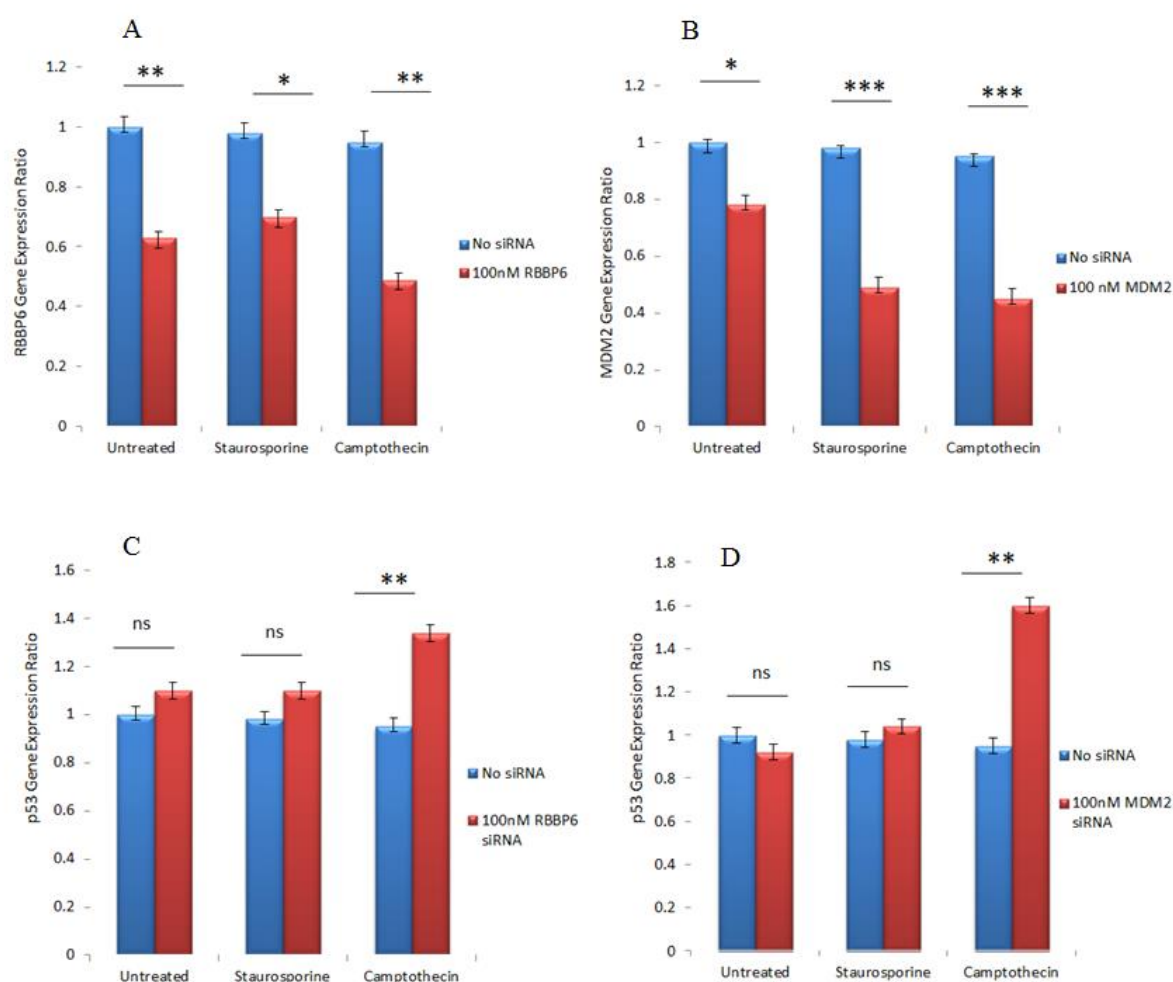 A
RBBP6 Gene Expression Ratio
1.2
1
0.8
0.6
0.4
0.2
0
**
*
**
Untreated
Staurosporine
Camptothecin
No siRNA
100nM RBBP6
B
MDM2 Gene Expression Ratio
1.2
1
0.8
0.6
0.4
0.2
0
*
***
***
Untreated
Staurosporine
Camptothecin
No siRNA
100 nM MDM2
C
p53 Gene Expression Ratio
1.6
1.4
1.2
1
0.8
0.6
0.4
0.2
0
ns
ns
**
Untreated
Staurosporine
Camptothecin
No siRNA
100nM RBBP6
siRNA
D
p53 Gene Expression Ratio
1.8
1.6
1.4
1.2
1
0.8
0.6
0.4
0.2
0
ns
ns
**
Untreated
Staurosporine
Camptothecin
No siRNA
100nM MDM2
siRNA